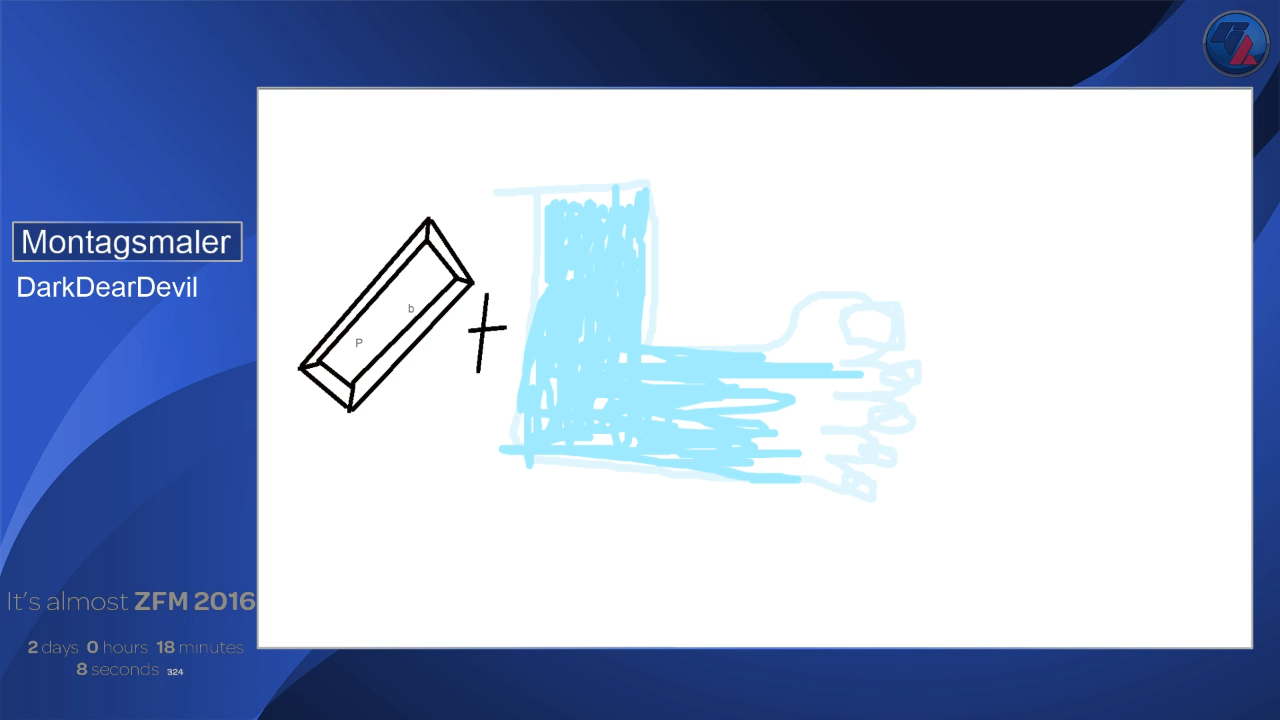 Montagsmaler
DarkDearDevil
b
P
It's almost ZFM 2016
2 days 0 hours 18 minutes
8 seconds 324